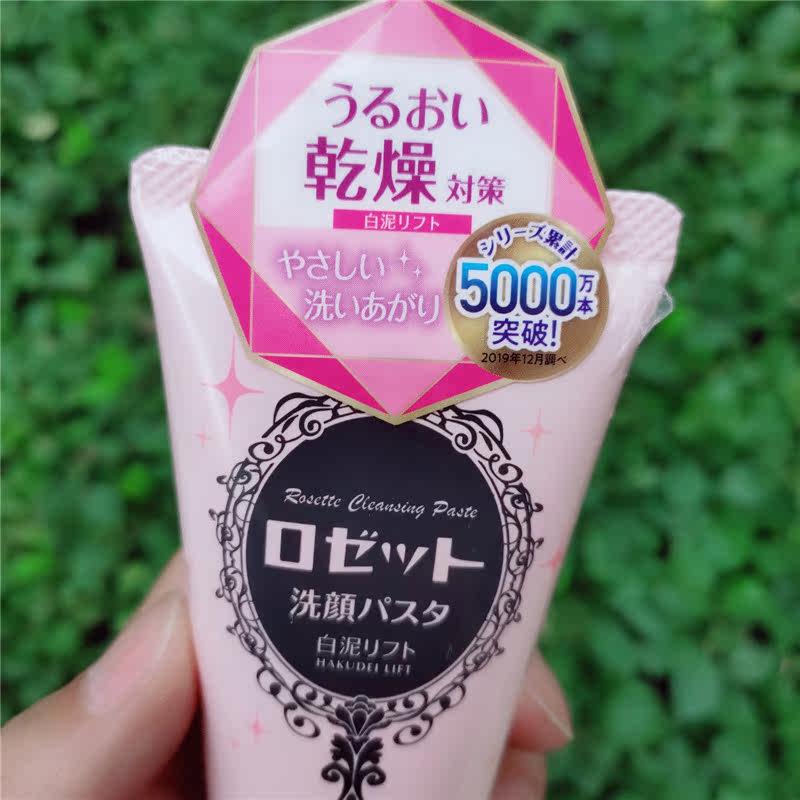 うるおい
乾燥対策
白泥リフト
やさしい
洗いあがり
シリーズ累計
5000万本
突破!
2019年12月調べ
Rosette Cleansing Paste
ロゼット
洗顔パスタ
白泥リフト
HAKUDEI LIFT